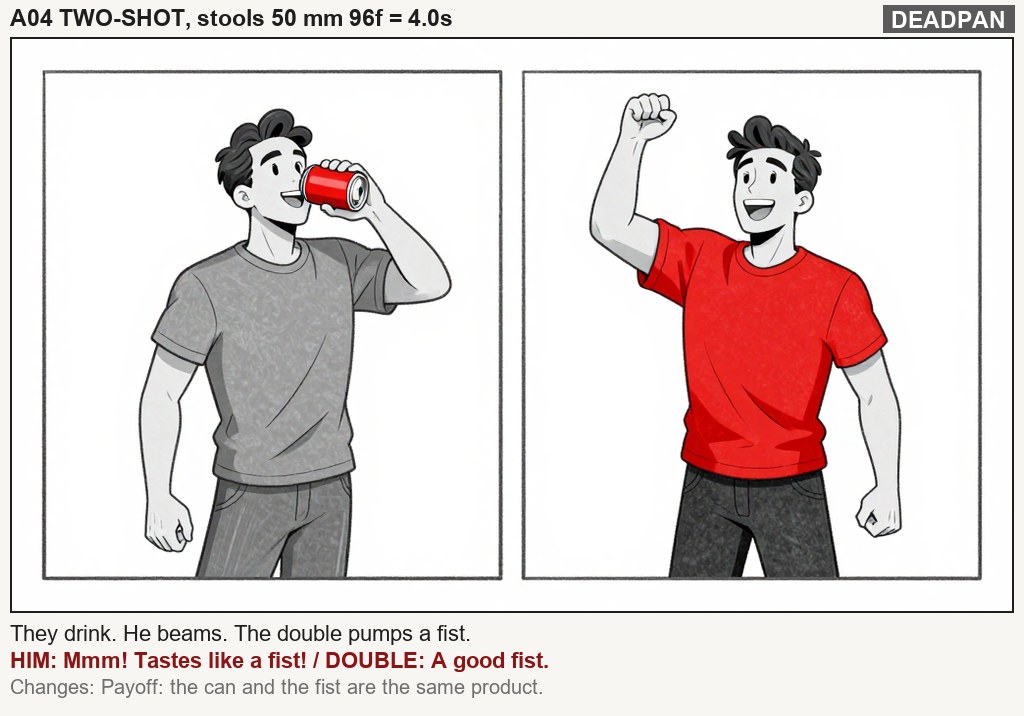 A04 TWO-SHOT, stools 50 mm 96f = 4.0s
DEADPAN
They drink. He beams. The double pumps a fist.
HIM: Mmm! Tastes like a fist! / DOUBLE: A good fist.
Changes: Payoff: the can and the fist are the same product.